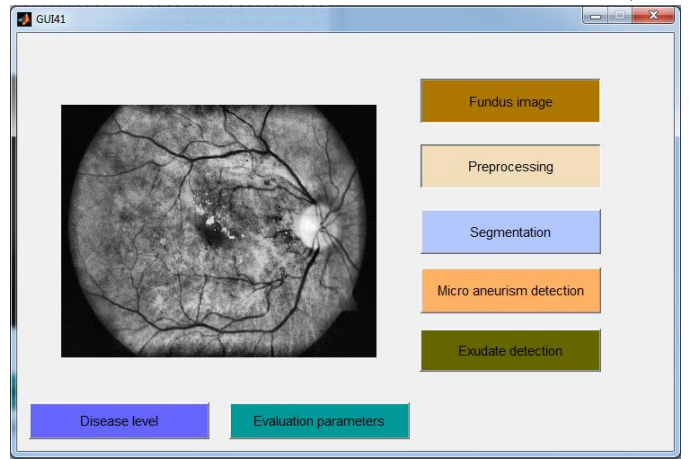 GUI41
Fundus image
Preprocessing
Segmentation
Micro aneurism detection
Exudate detection
Disease level
Evaluation parameters